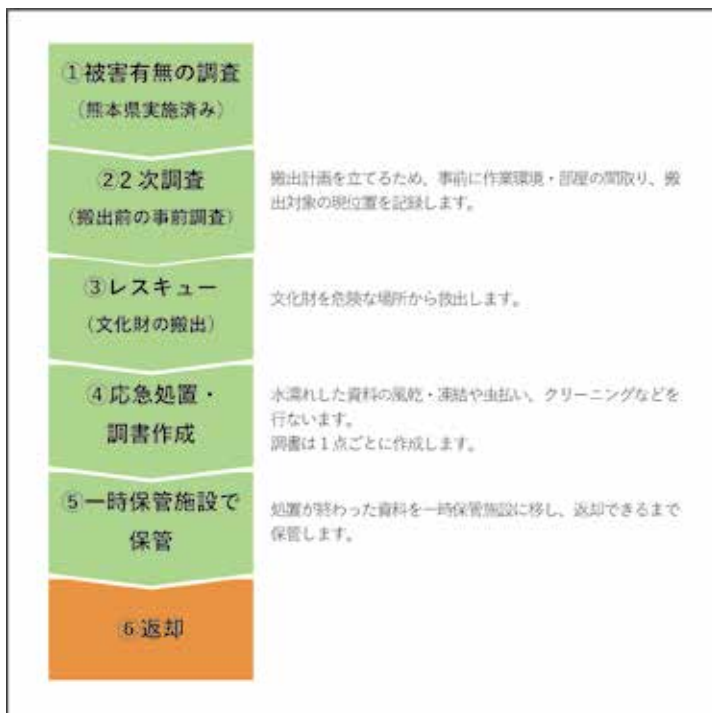 ①被害有無の調査
（熊本県実施済み）
②2次調査
（搬出前の事前調査）
搬出計画を立てるため、事前に作業環境・部屋の間取り、搬
出対象の現位置を記録します。
③レスキュー
（文化財の搬出）
文化財を危険な場所から救出します。
④応急処置・
調書作成
水濡れした資料の風乾・凍結や虫払い、クリーニングなどを
行ないます。
調書は1点ごとに作成します。
⑤一時保管施設で
保管
処置が終わった資料を一時保管施設に移し、返却できるまで
保管します。
⑥返却